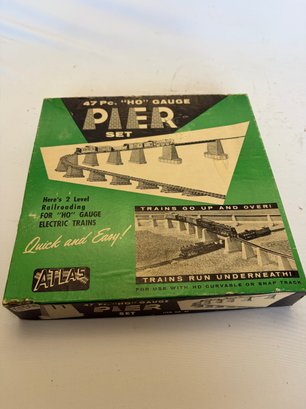 47 Pc. "HO" GAUGE
PIER
SET
Here's 2 Level
Railroading
FOR "HO" GAUGE
ELECTRIC TRAINS
Quick and Easy!
ATLAS
TRAINS GO UP AND OVER!
TRAINS RUN UNDERNEATH!
FOR USE WITH HO CURVABLE OR SNAP TRACK
47 Pc. "HO" GAUGE
PIER
SET